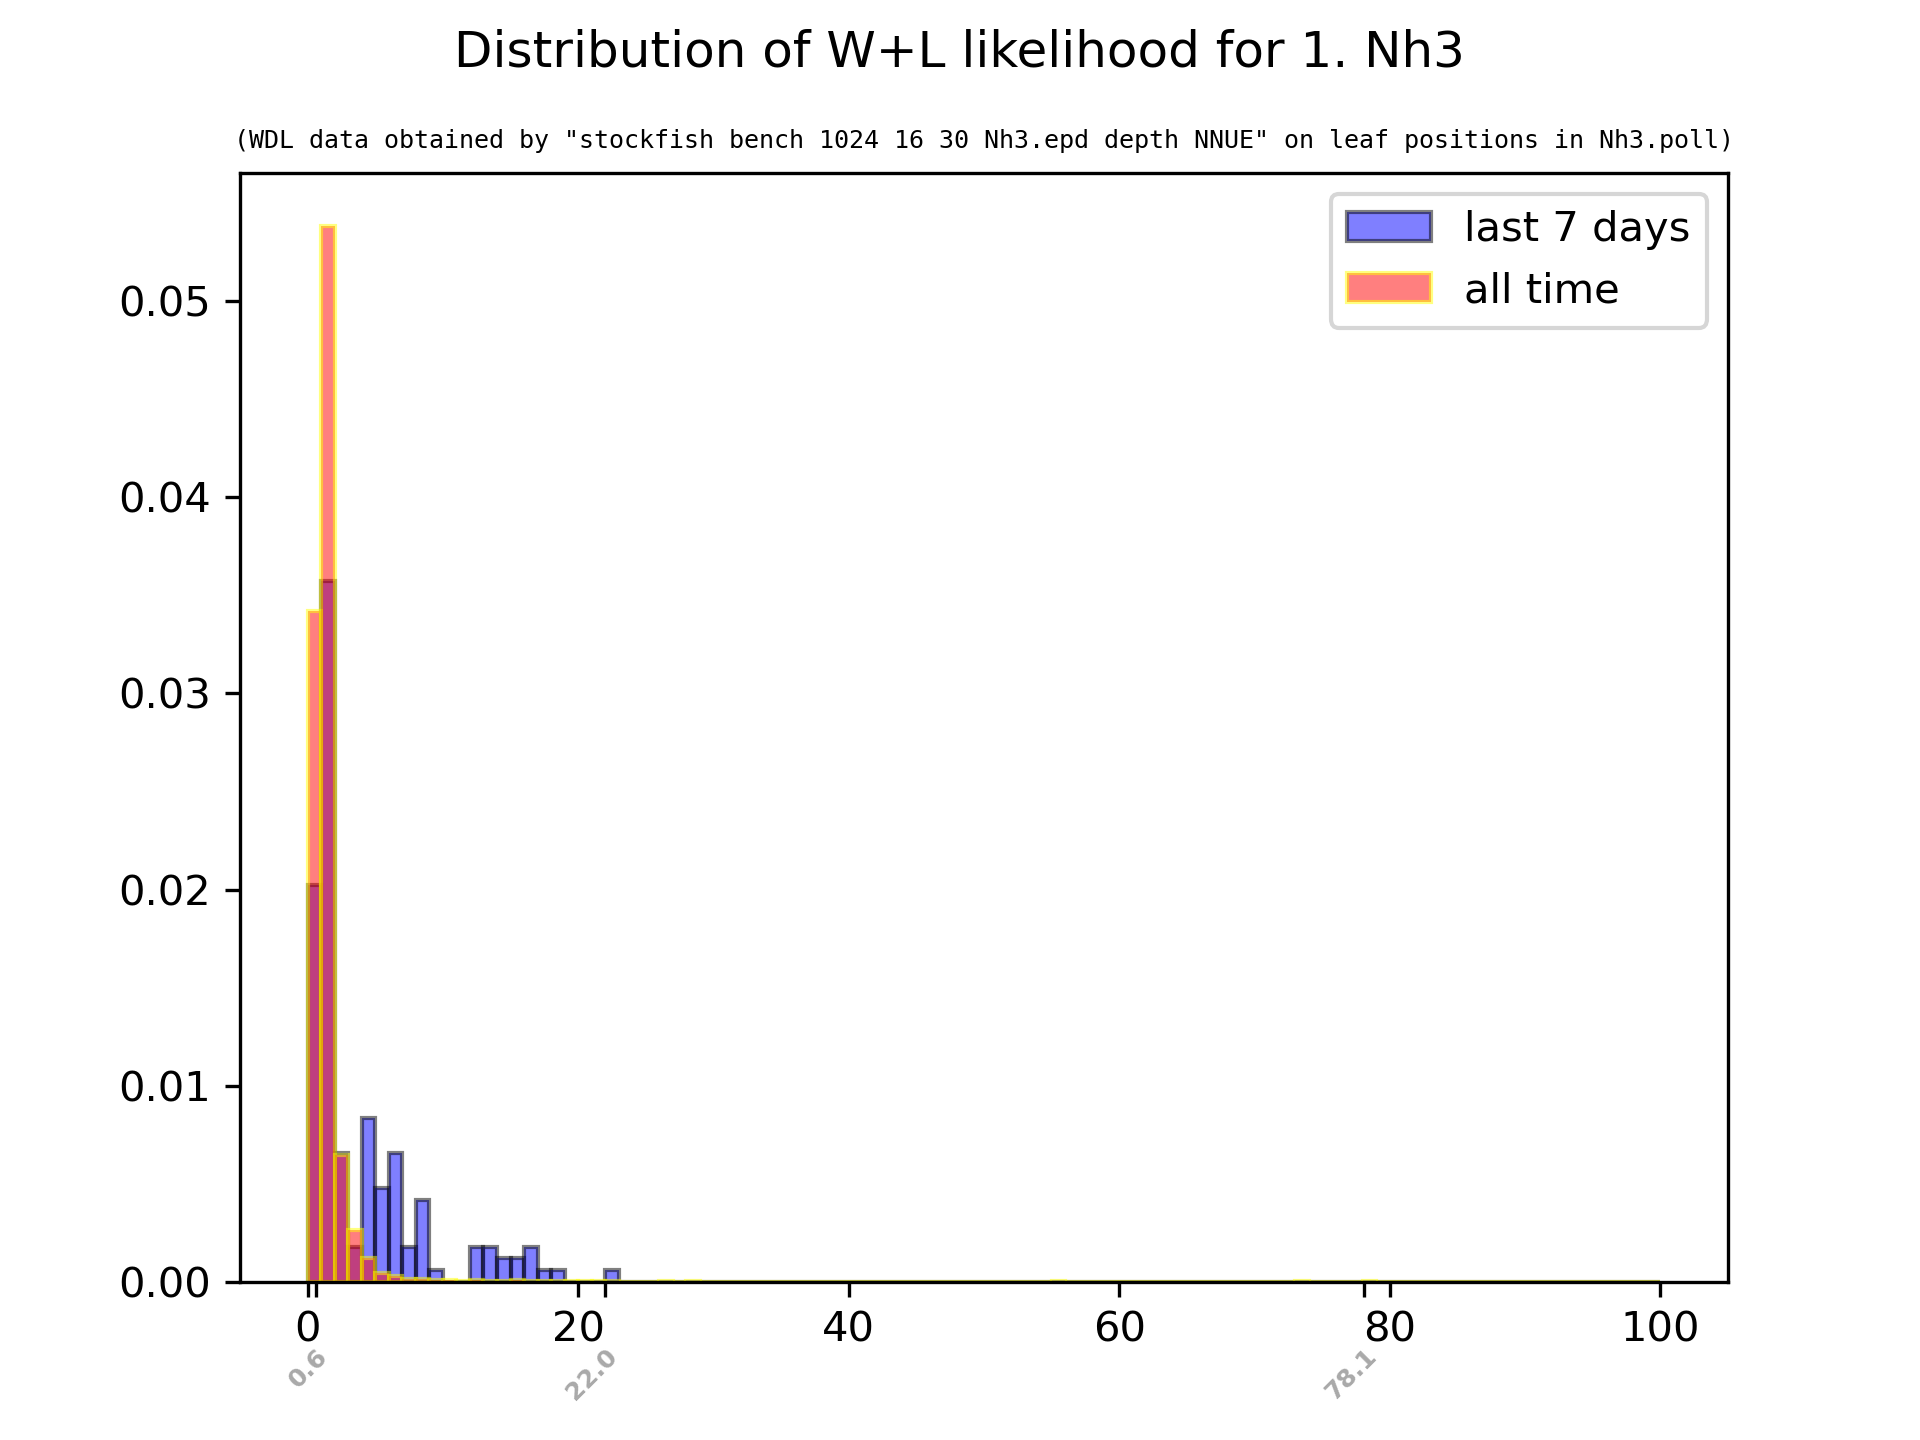 Distribution of W+L likelihood for 1. Nh3
(WDL data obtained by "stockfish bench 1024 16 30 Nh3.epd depth NNUE" on leaf positions in Nh3.poll)
last 7 days
all time
0.05
0.04
0.03
0.02
0.01
0.00
0 20 40 60 80 100
0.6 22.0 78.1